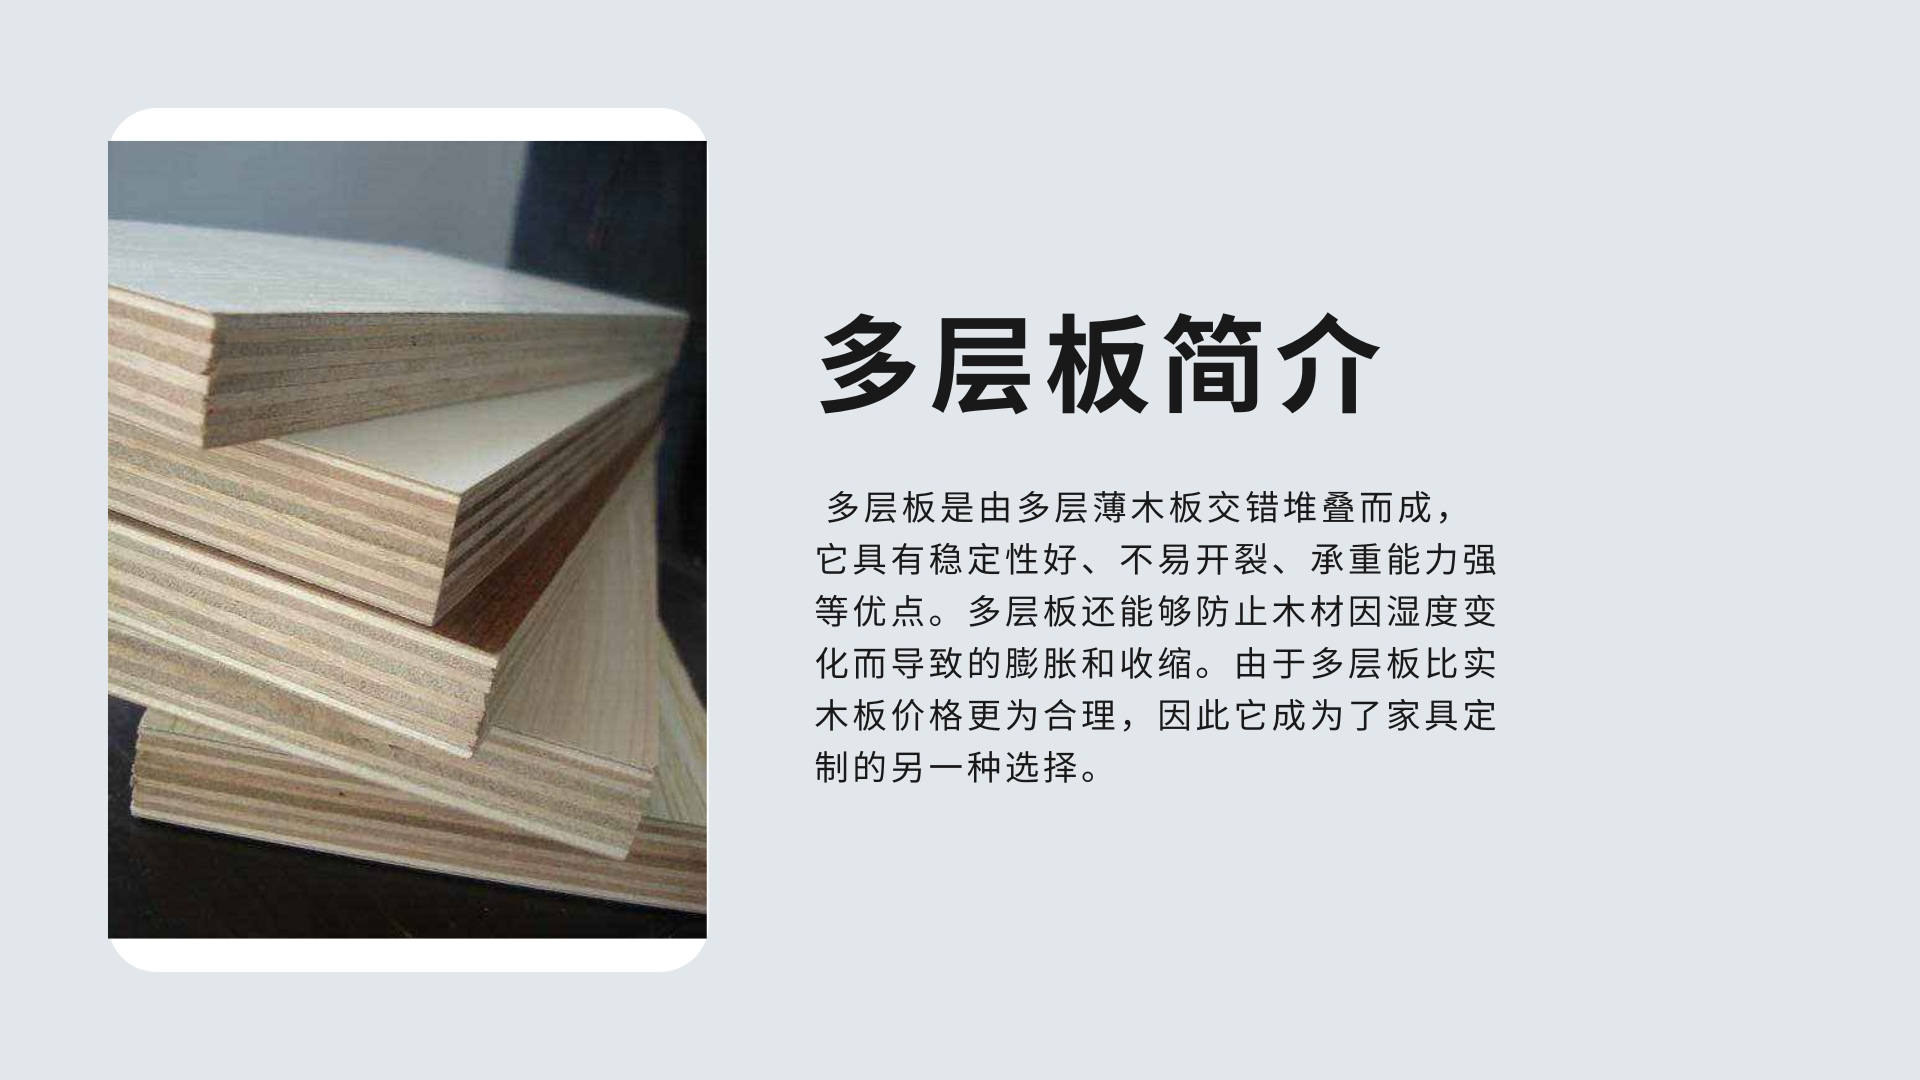 多层板简介
多层板是由多层薄木板交错堆叠而成，
它具有稳定性好、不易开裂、承重能力强
等优点。多层板还能够防止木材因湿度变
化而导致的膨胀和收缩。由于多层板比实
木板价格更为合理，因此它成为了家具定
制的另一种选择。